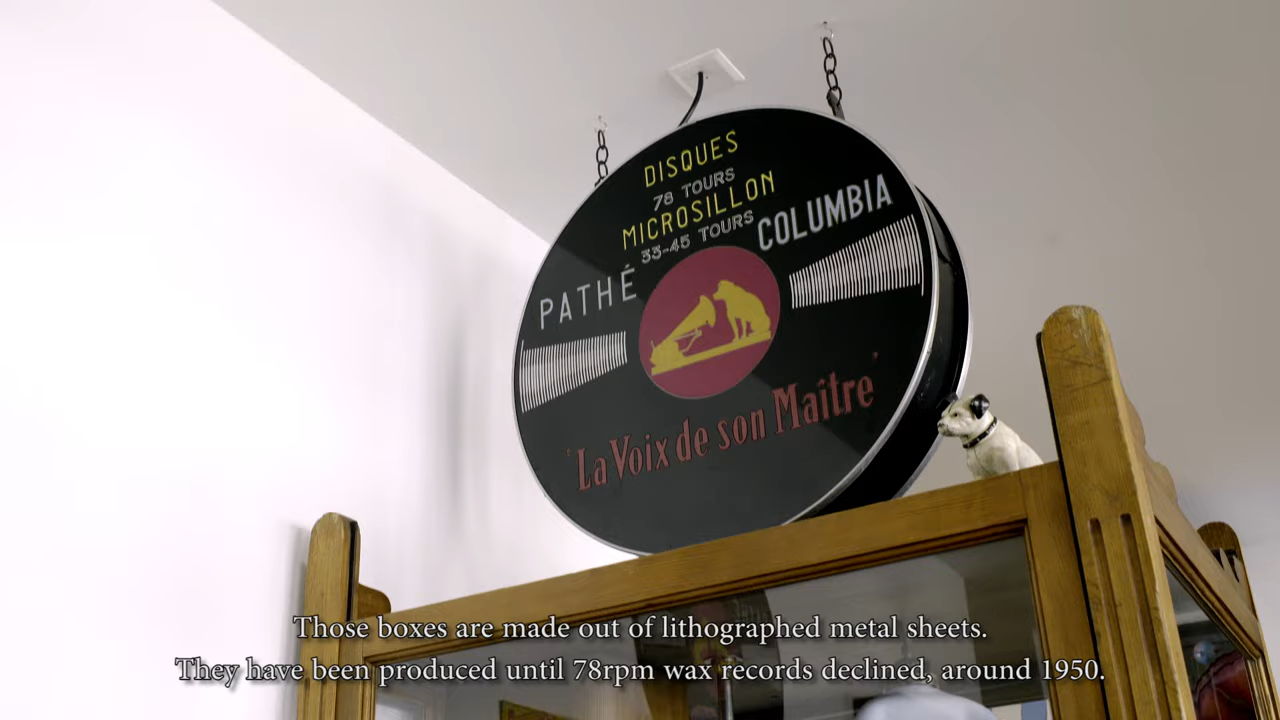 DISQUES
78 TOURS
MICROSILLON
33-45 TOURS
COLUMBIA
PATHÉ
'La Voix de son Maître'
Those boxes are made out of lithographed metal sheets.
They have been produced until 78rpm wax records declined, around 1950.